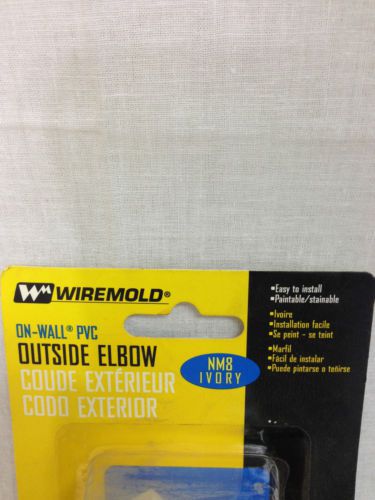 WIREMOLD®
ON-WALL® PVC
OUTSIDE ELBOW
COUDE EXTÉRIEUR
CODO EXTERIOR
NM8
IVORY
▪Easy to install
▪Paintable/stainable
▪Ivoire
▪Installation facile
▪Se peint - se teint
▪Marfil
▪Fácil de instalar
▪Puede pintarse o teñirse